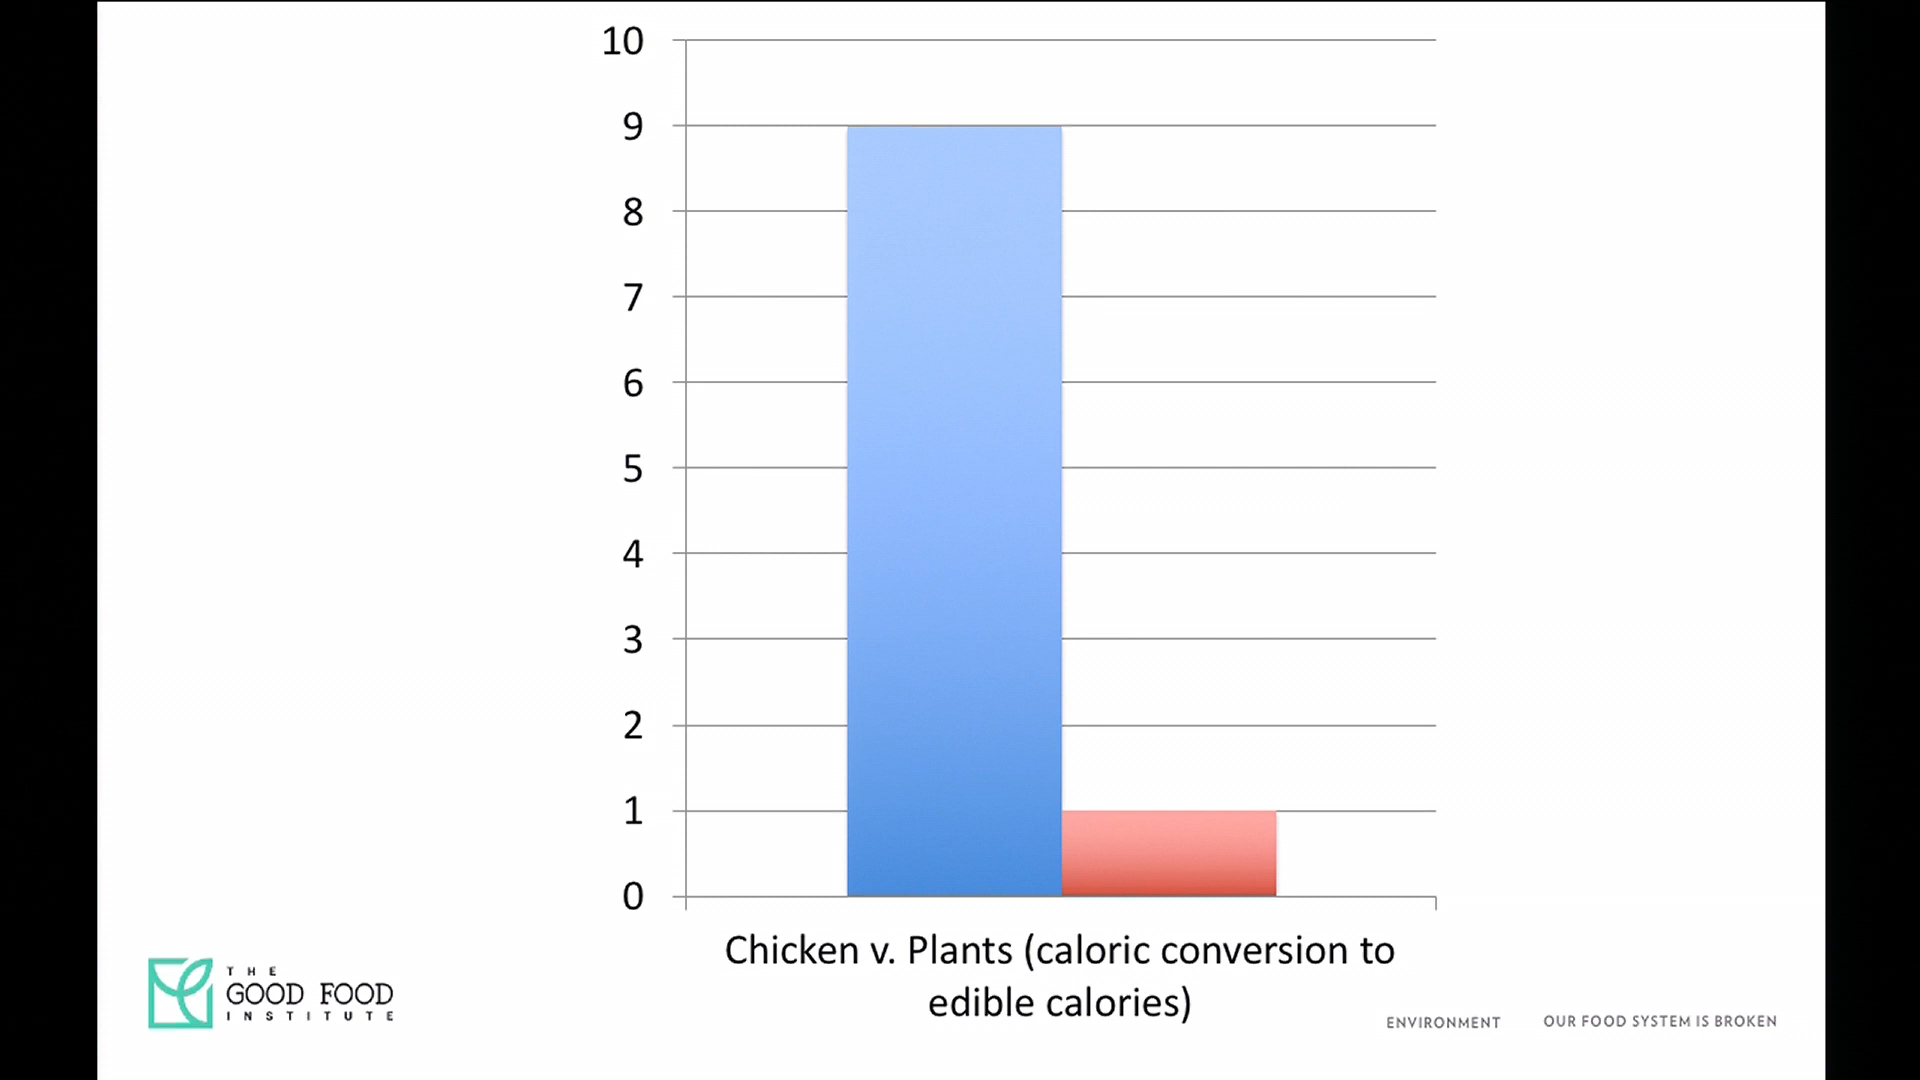 10
9
8
7
6
5
4
3
2
1
0
Chicken v. Plants (caloric conversion to
edible calories)
THE
GOOD FOOD
INSTITUTE
ENVIRONMENT
OUR FOOD SYSTEM IS BROKEN